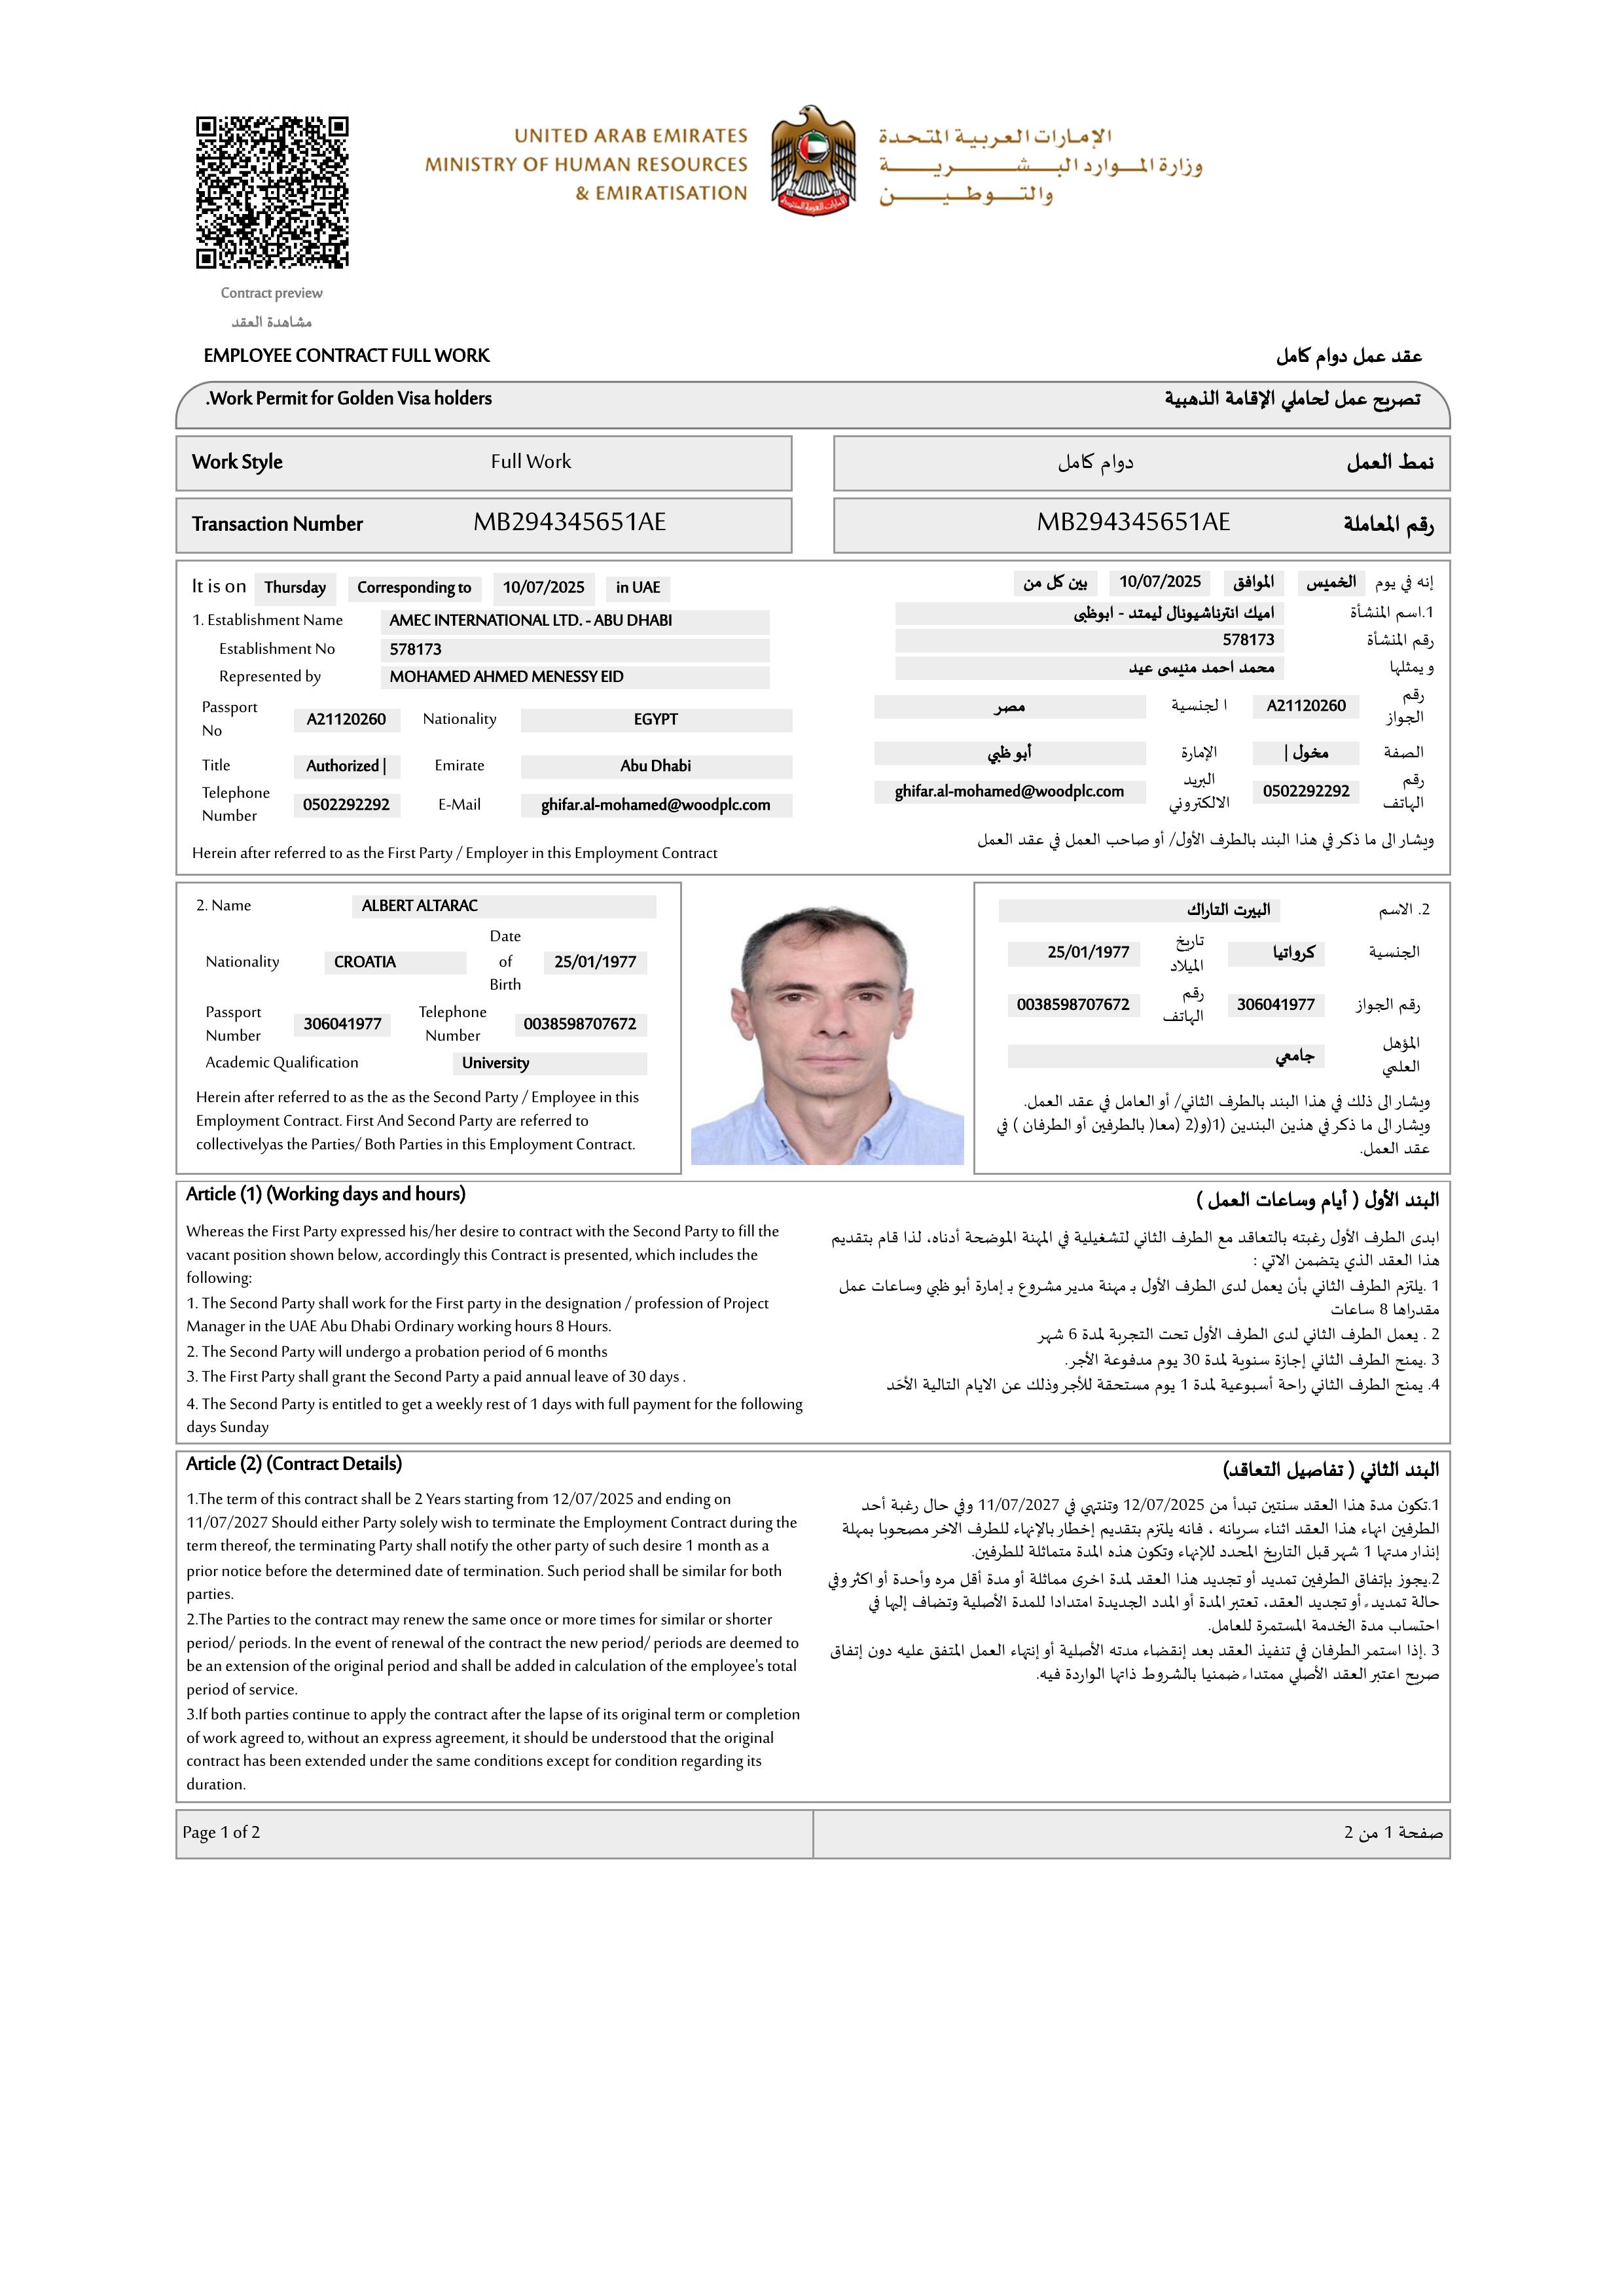 UNITED ARAB EMIRATES
MINISTRY OF HUMAN RESOURCES
& EMIRATISATION
الإمارات العربية المتحدة
وزارة المــوارد البـشــــريــــة
والتــوطـيــــن
Contract preview
مشاهدة العقد
EMPLOYEE CONTRACT FULL WORK
عقد عمل دوام كامل
.Work Permit for Golden Visa holders
تصريح عمل لحاملي الإقامة الذهبية
Work Style Full Work
نمط العمل دوام كامل
Transaction Number MB294345651AE
رقم المعاملة MB294345651AE
It is on Thursday Corresponding to 10/07/2025 in UAE
1. Establishment Name AMEC INTERNATIONAL LTD. - ABU DHABI
Establishment No 578173
Represented by MOHAMED AHMED MENESSY EID
Passport No A21120260 Nationality EGYPT
Title Authorized | Emirate Abu Dhabi
Telephone Number 0502292292 E-Mail ghifar.al-mohamed@woodplc.com
Herein after referred to as the First Party / Employer in this Employment Contract
إنه في يوم الخميس الموافق 10/07/2025 بين كل من
1.اسم المنشأة اميك انترناشيونال ليمتد - ابوظبى
رقم المنشأة 578173
و يمثلها محمد احمد منيسى عيد
رقم الجواز A21120260 ا لجنسية مصر
الصفة مخول | الإمارة أبو ظبي
رقم الهاتف 0502292292 البريد الالكتروني ghifar.al-mohamed@woodplc.com
ويشار الى ما ذكر في هذا البند بالطرف الأول/ أو صاحب العمل في عقد العمل
2. Name ALBERT ALTARAC
Nationality CROATIA Date of Birth 25/01/1977
Passport Number 306041977 Telephone Number 0038598707672
Academic Qualification University
Herein after referred to as the as the Second Party / Employee in this
Employment Contract. First And Second Party are referred to
collectivelyas the Parties/ Both Parties in this Employment Contract.
2. الاسم البيرت التاراك
الجنسية كرواتيا تاريخ الميلاد 25/01/1977
رقم الجواز 306041977 رقم الهاتف 0038598707672
المؤهل العلمي جامعي
ويشار الى ذلك في هذا البند بالطرف الثاني/ أو العامل في عقد العمل.
ويشار الى ما ذكر في هذين البندين (1(و(2 (معا( بالطرفين أو الطرفان ) في
عقد العمل.
Article (1) (Working days and hours)
Whereas the First Party expressed his/her desire to contract with the Second Party to fill the
vacant position shown below, accordingly this Contract is presented, which includes the
following:
1. The Second Party shall work for the First party in the designation / profession of Project
Manager in the UAE Abu Dhabi Ordinary working hours 8 Hours.
2. The Second Party will undergo a probation period of 6 months
3. The First Party shall grant the Second Party a paid annual leave of 30 days .
4. The Second Party is entitled to get a weekly rest of 1 days with full payment for the following
days Sunday
البند الأول ( أيام وساعات العمل )
ابدى الطرف الأول رغبته بالتعاقد مع الطرف الثاني لتشغيلية في المهنة الموضحة أدناه، لذا قام بتقديم
هذا العقد الذي يتضمن الاتي :
1 .يلتزم الطرف الثاني بأن يعمل لدى الطرف الأول بـ مهنة مدير مشروع بـ إمارة أبو ظبي وساعات عمل
مقدراها 8 ساعات
2 . يعمل الطرف الثاني لدى الطرف الأول تحت التجربة لمدة 6 شهر
3 .يمنح الطرف الثاني إجازة سنوية لمدة 30 يوم مدفوعة الأجر.
4. يمنح الطرف الثاني راحة أسبوعية لمدة 1 يوم مستحقة للأجر وذلك عن الايام التالية الأحَد
Article (2) (Contract Details)
1.The term of this contract shall be 2 Years starting from 12/07/2025 and ending on
11/07/2027 Should either Party solely wish to terminate the Employment Contract during the
term thereof, the terminating Party shall notify the other party of such desire 1 month as a
prior notice before the determined date of termination. Such period shall be similar for both
parties.
2.The Parties to the contract may renew the same once or more times for similar or shorter
period/ periods. In the event of renewal of the contract the new period/ periods are deemed to
be an extension of the original period and shall be added in calculation of the employee's total
period of service.
3.If both parties continue to apply the contract after the lapse of its original term or completion
of work agreed to, without an express agreement, it should be understood that the original
contract has been extended under the same conditions except for condition regarding its
duration.
البند الثاني ( تفاصيل التعاقد)
1.تكون مدة هذا العقد سنتين تبدأ من 12/07/2025 وتنتهي في 11/07/2027 وفي حال رغبة أحد
الطرفين انهاء هذا العقد اثناء سريانه ، فانه يلتزم بتقديم إخطار بالإنهاء للطرف الاخر مصحوبا بمهلة
إنذار مدتها 1 شهر قبل التاريخ المحدد للإنهاء وتكون هذه المدة متماثلة للطرفين.
2.يجوز بإتفاق الطرفين تمديد أو تجديد هذا العقد لمدة اخرى مماثلة أو مدة أقل مره وأحدة أو اكثر وفي
حالة تمديد ء أو تجديد العقد، تعتبر المدة أو المدد الجديدة امتدادا للمدة الأصلية وتضاف إليها في
احتساب مدة الخدمة المستمرة للعامل.
3 .إذا استمر الطرفان في تنفيذ العقد بعد إنقضاء مدته الأصلية أو إنتهاء العمل المتفق عليه دون إتفاق
صريح اعتبر العقد الأصلي ممتدا ء ضمنيا بالشروط ذاتها الواردة فيه.
Page 1 of 2
صفحة 1 من 2